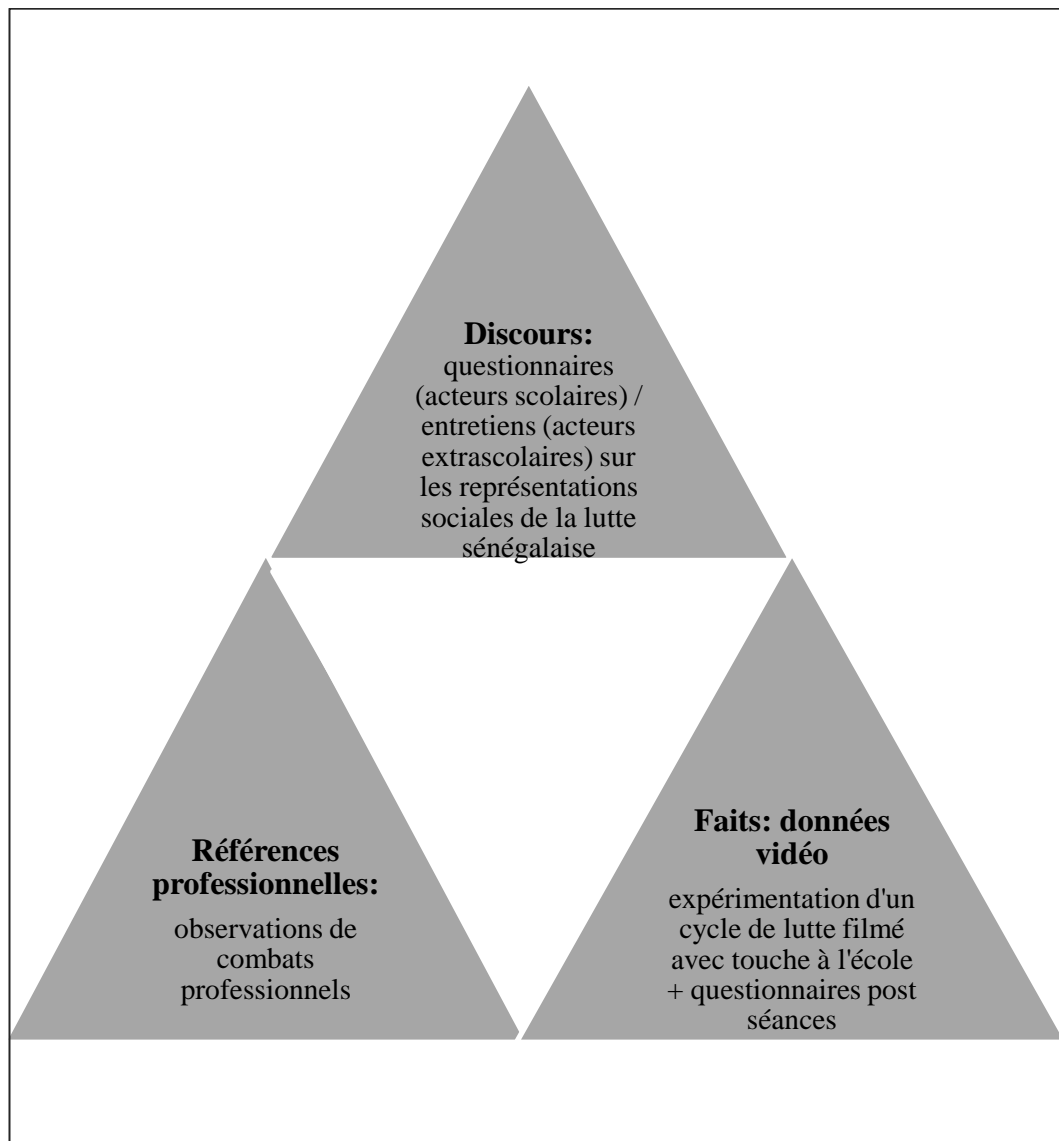 Discours:
questionnaires
(acteurs scolaires) /
entretiens (acteurs
extrascolaires) sur
les représentations
sociales de la lutte
sénégalaise
Références
professionnelles:
observations de
combats
professionnels
Faits: données
vidéo
expérimentation d'un
cycle de lutte filmé
avec touche à l'école
+ questionnaires post
séances